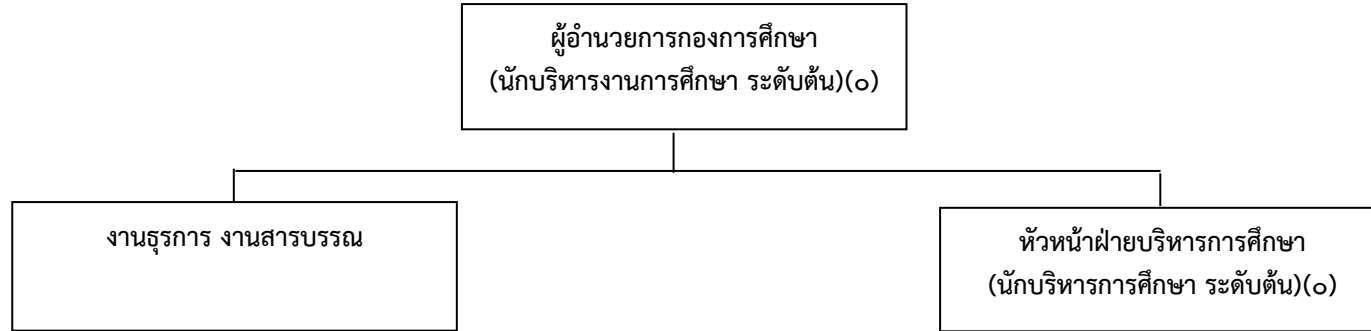 ผู้อำนวยการกองการศึกษา
(นักบริหารงานการศึกษา ระดับต้น)(๐)
งานธุรการ งานสารบรรณ
หัวหน้าฝ่ายบริหารการศึกษา
(นักบริหารการศึกษา ระดับต้น)(๐)